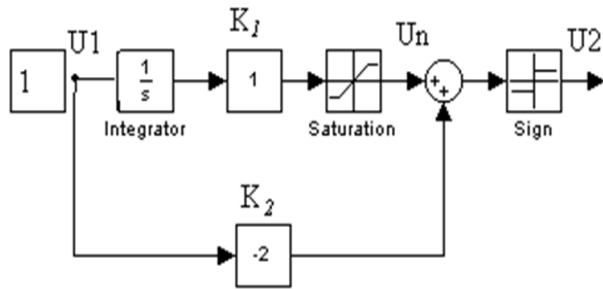 U1
K1
Un
U2
1
1
s
1
Integrator
Saturation
+
+
Sign
K2
-2